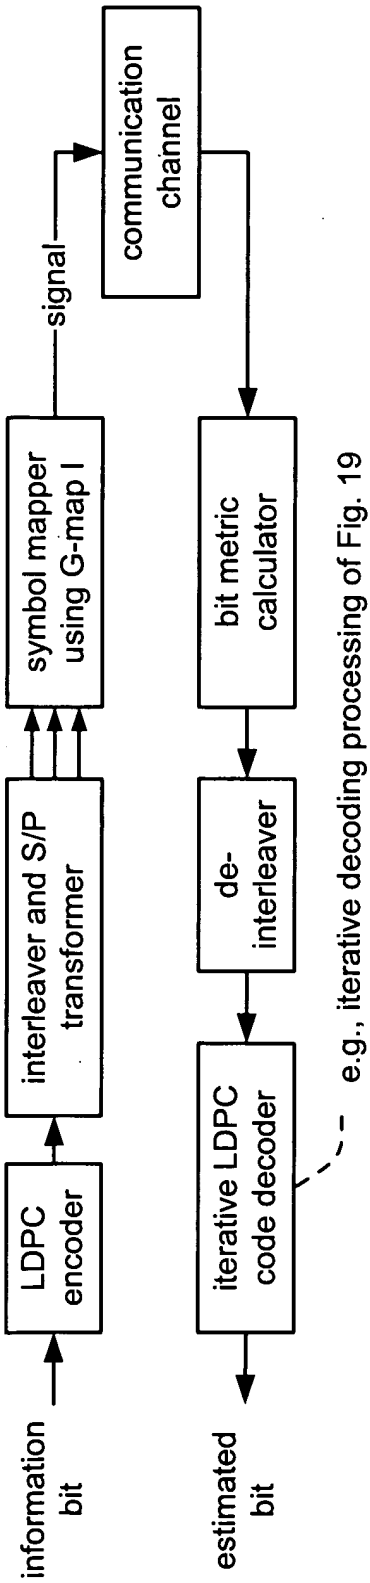 information
bit
LDPC
encoder
interleaver and S/P
transformer
symbol mapper
using G-map I
signal
communication
channel
bit metric
calculator
de-
interleaver
iterative LDPC
code decoder
estimated
bit
e.g., iterative decoding processing of Fig. 19